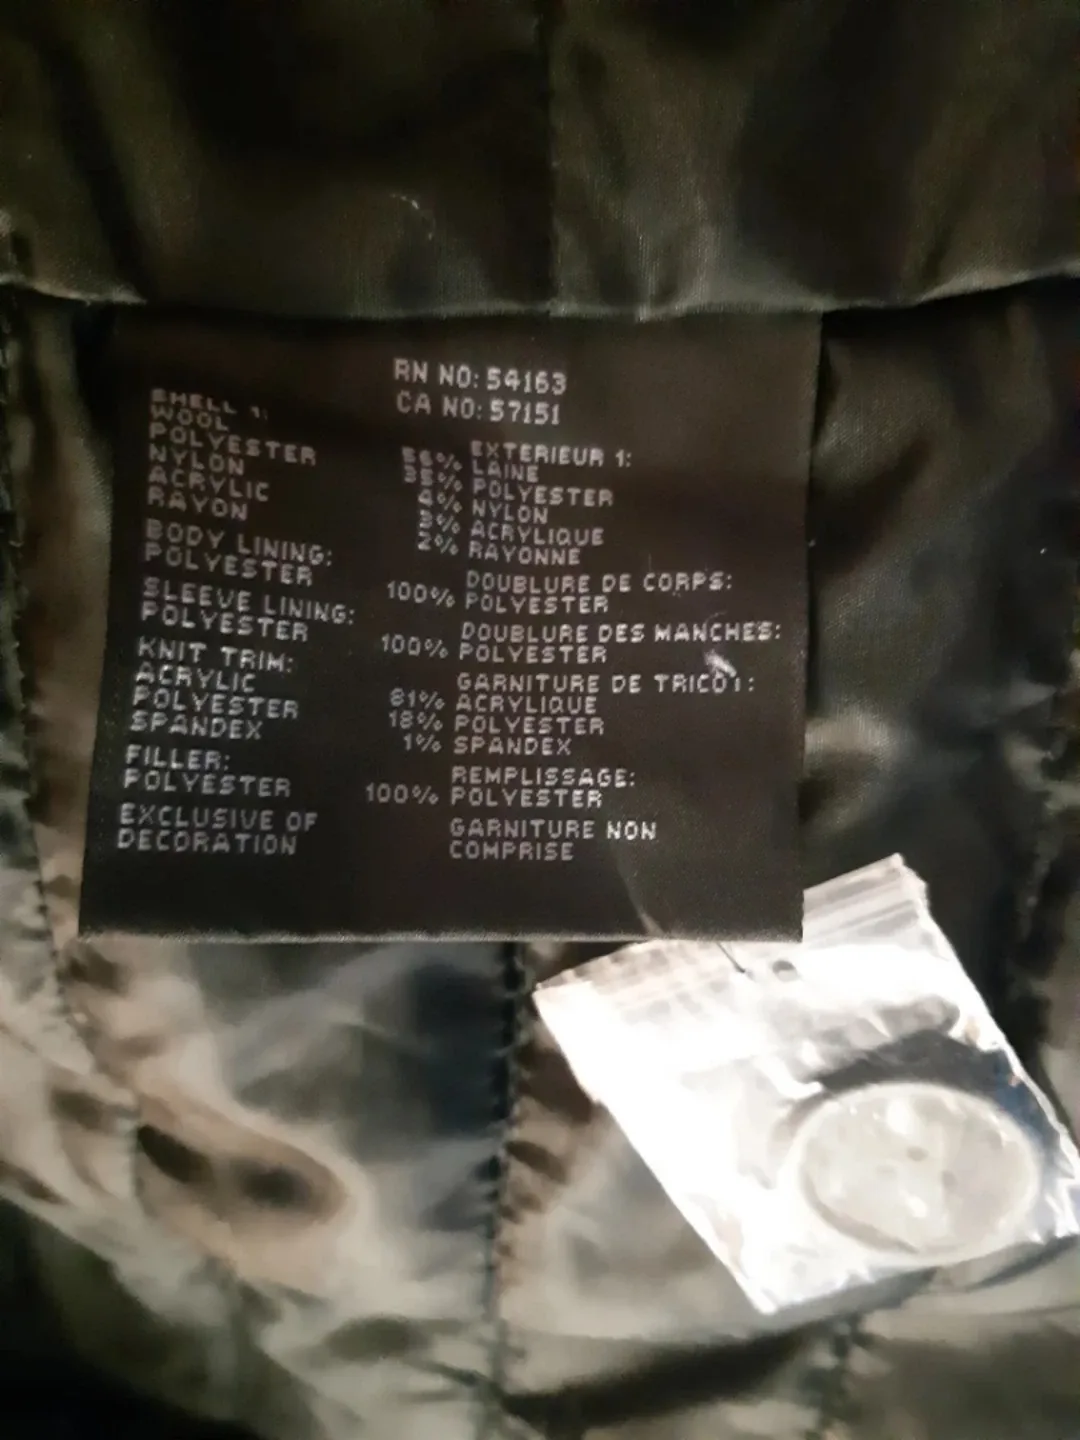 RN NO: 54163
CA NO: 57151
SHELL 1:
WOOL
POLYESTER
NYLON
ACRYLIC
RAYON
BODY LINING:
POLYESTER
SLEEVE LINING:
POLYESTER
KNIT TRIM:
ACRYLIC
POLYESTER
SPANDEX
FILLER:
POLYESTER
EXCLUSIVE OF
DECORATION
EXTERIEUR 1:
56% LAINE
35% POLYESTER
4% NYLON
3% ACRYLIQUE
2% RAYONNE
DOUBLURE DE CORPS:
100% POLYESTER
DOUBLURE DES MANCHES:
100% POLYESTER
GARNITURE DE TRICOT:
81% ACRYLIQUE
18% POLYESTER
1% SPANDEX
REMPLISSAGE:
100% POLYESTER
GARNITURE NON
COMPRISE